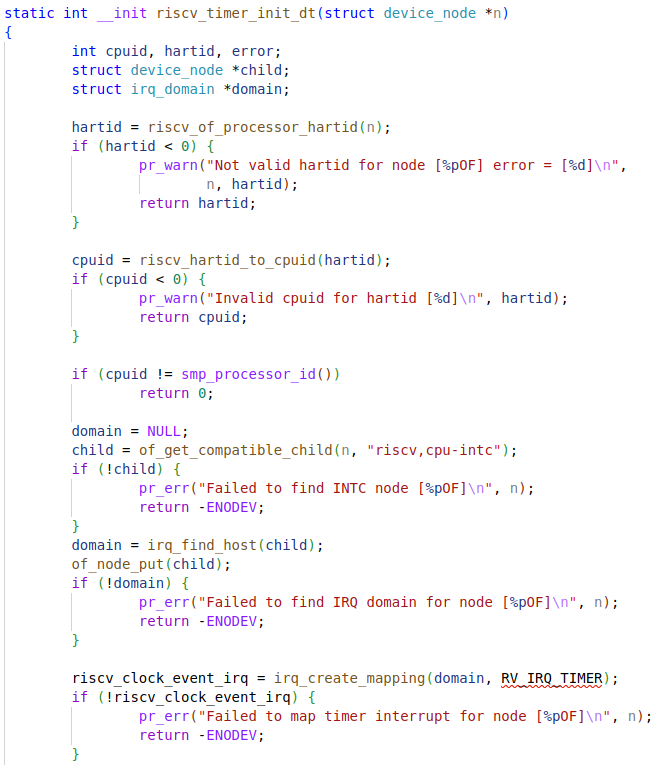 static int __init riscv_timer_init_dt(struct device_node *n)
{
        int cpuid, hartid, error;
        struct device_node *child;
        struct irq_domain *domain;

        hartid = riscv_of_processor_hartid(n);
        if (hartid < 0) {
                pr_warn("Not valid hartid for node [%pOF] error = [%d]\n",
                        n, hartid);
                return hartid;
        }

        cpuid = riscv_hartid_to_cpuid(hartid);
        if (cpuid < 0) {
                pr_warn("Invalid cpuid for hartid [%d]\n", hartid);
                return cpuid;
        }

        if (cpuid != smp_processor_id())
                return 0;

        domain = NULL;
        child = of_get_compatible_child(n, "riscv,cpu-intc");
        if (!child) {
                pr_err("Failed to find INTC node [%pOF]\n", n);
                return -ENODEV;
        }
        domain = irq_find_host(child);
        of_node_put(child);
        if (!domain) {
                pr_err("Failed to find IRQ domain for node [%pOF]\n", n);
                return -ENODEV;
        }

        riscv_clock_event_irq = irq_create_mapping(domain, RV_IRQ_TIMER);
        if (!riscv_clock_event_irq) {
                pr_err("Failed to map timer interrupt for node [%pOF]\n", n);
                return -ENODEV;
        }